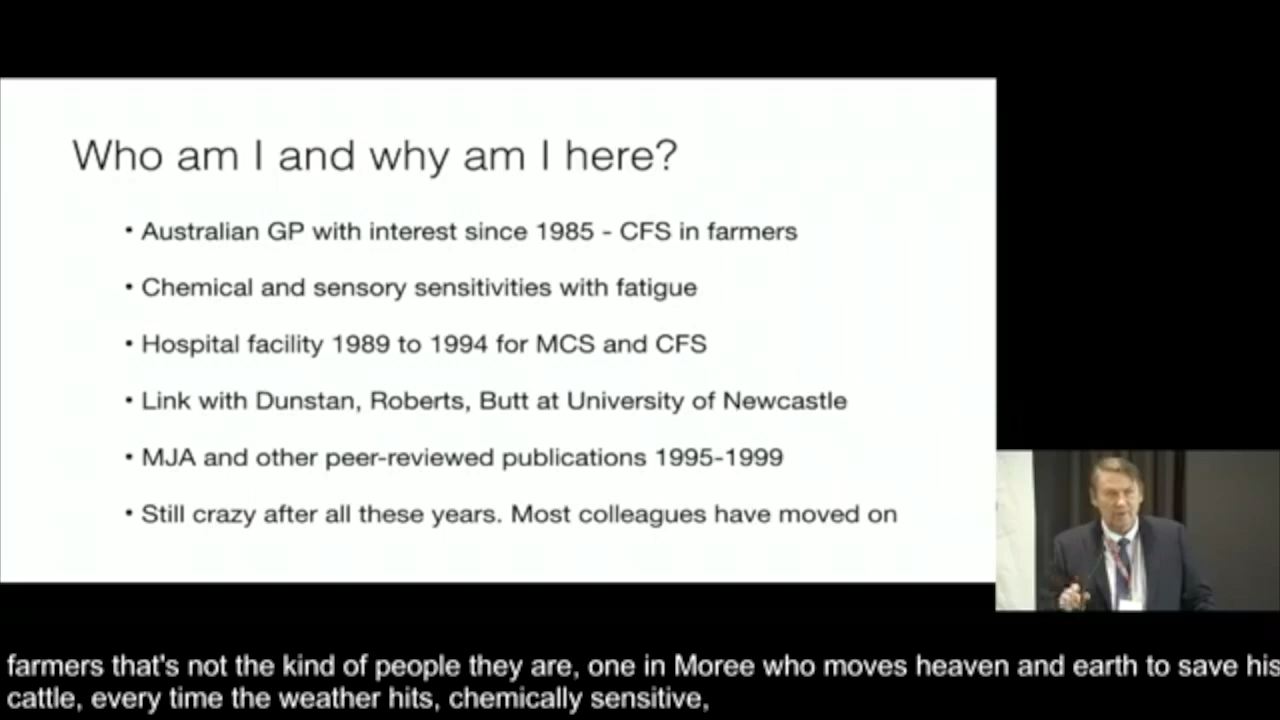 Who am I and why am I here?
• Australian GP with interest since 1985 - CFS in farmers
• Chemical and sensory sensitivities with fatigue
• Hospital facility 1989 to 1994 for MCS and CFS
• Link with Dunstan, Roberts, Butt at University of Newcastle
• MJA and other peer-reviewed publications 1995-1999
• Still crazy after all these years. Most colleagues have moved on
farmers that's not the kind of people they are, one in Moree who moves heaven and earth to save his
cattle, every time the weather hits, chemically sensitive,